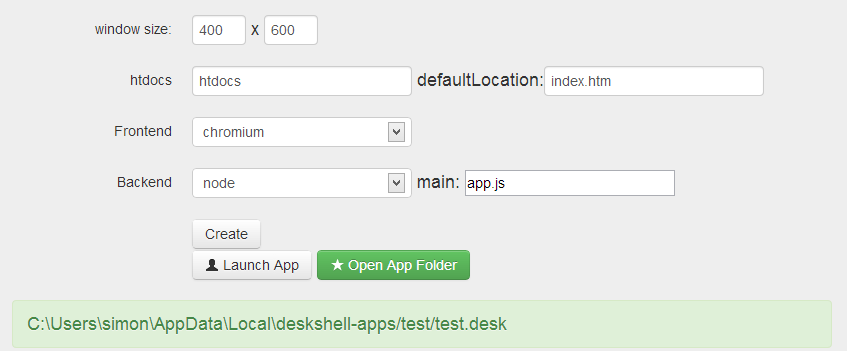 window size: 400 x 600
htdocs htdocs defaultLocation: index.htm
Frontend chromium
Backend node main: app.js
Create
Launch App ★ Open App Folder
C:\Users\simon\AppData\Local\deskshell-apps/test/test.desk